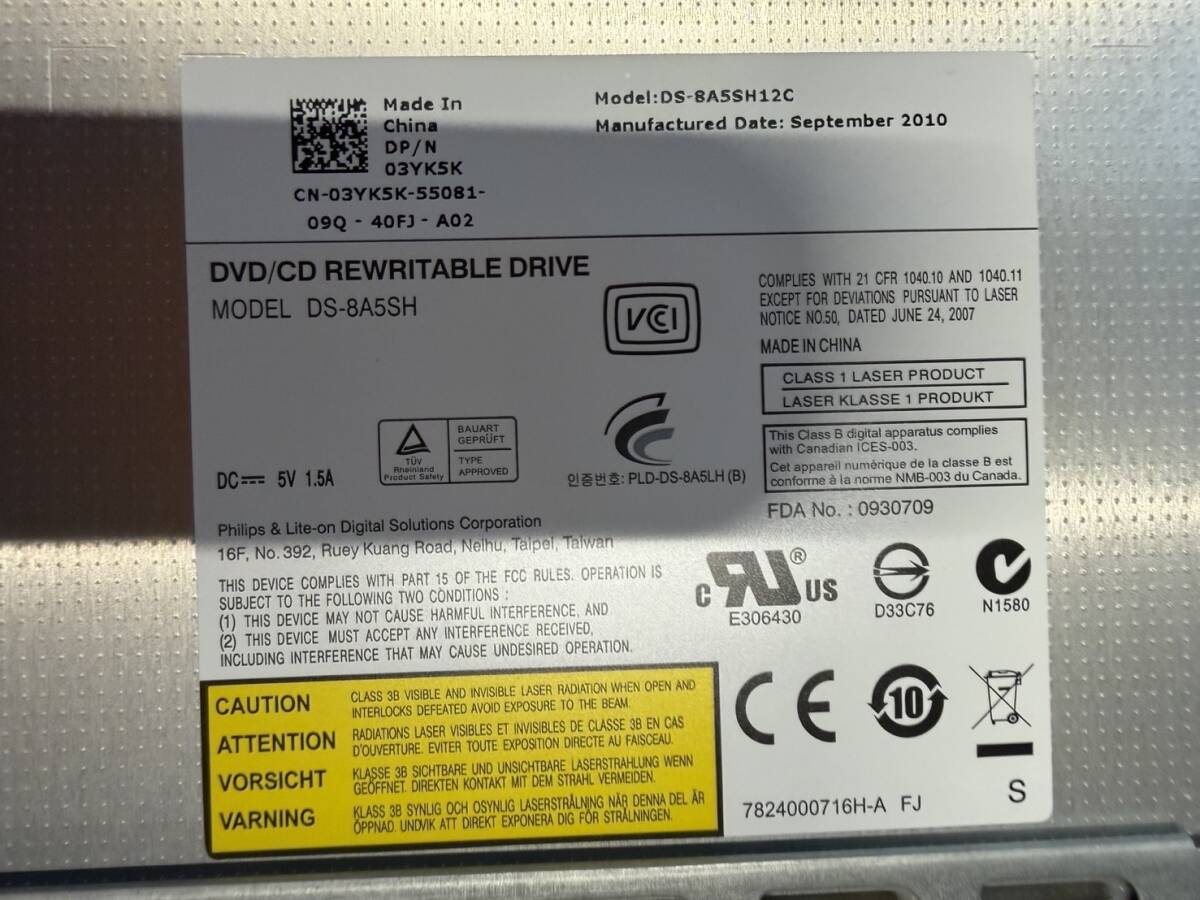 Made In
China
DP/N
03YK5K
CN-03YK5K-55081-
09Q - 40FJ - A02
Model:DS-8A5SH12C
Manufactured Date: September 2010
DVD/CD REWRITABLE DRIVE
MODEL DS-8A5SH
VCCI
COMPLIES WITH 21 CFR 1040.10 AND 1040.11
EXCEPT FOR DEVIATIONS PURSUANT TO LASER
NOTICE NO.50, DATED JUNE 24, 2007
MADE IN CHINA
CLASS 1 LASER PRODUCT
LASER KLASSE 1 PRODUKT
This Class B digital apparatus complies
with Canadian ICES-003.
Cet appareil numérique de la classe B est
conforme à la norme NMB-003 du Canada.
FDA No. : 0930709
DC 5V 1.5A
TÜV
Rheinland
Product Safety
BAUART
GEPRÜFT
TYPE
APPROVED
인증번호: PLD-DS-8A5LH (B)
Philips & Lite-on Digital Solutions Corporation
16F, No. 392, Ruey Kuang Road, Neihu, Taipei, Taiwan
THIS DEVICE COMPLIES WITH PART 15 OF THE FCC RULES. OPERATION IS
SUBJECT TO THE FOLLOWING TWO CONDITIONS :
(1) THIS DEVICE MAY NOT CAUSE HARMFUL INTERFERENCE, AND
(2) THIS DEVICE MUST ACCEPT ANY INTERFERENCE RECEIVED,
INCLUDING INTERFERENCE THAT MAY CAUSE UNDESIRED OPERATION.
c RU ® US
E306430
D33C76
N1580
CAUTION CLASS 3B VISIBLE AND INVISIBLE LASER RADIATION WHEN OPEN AND
INTERLOCKS DEFEATED AVOID EXPOSURE TO THE BEAM.
ATTENTION RADIATIONS LASER VISIBLES ET INVISIBLES DE CLASSE 3B EN CAS
D'OUVERTURE. EVITER TOUTE EXPOSITION DIRECTE AU FAISCEAU.
VORSICHT KLASSE 3B SICHTBARE UND UNSICHTBARE LASERSTRAHLUNG WENN
GEÖFFNET. DIREKTEN KONTAKT MIT DEM STRAHL VERMEIDEN.
VARNING KLASS 3B SYNLIG OCH OSYNLIG LASERSTRÅLNING NÄR DENNA DEL ÄR
ÖPPNAD. UNDVIK ATT DIREKT EXPONERA DIG FÖR STRÅLNINGEN.
CE
10
7824000716H-A FJ
S